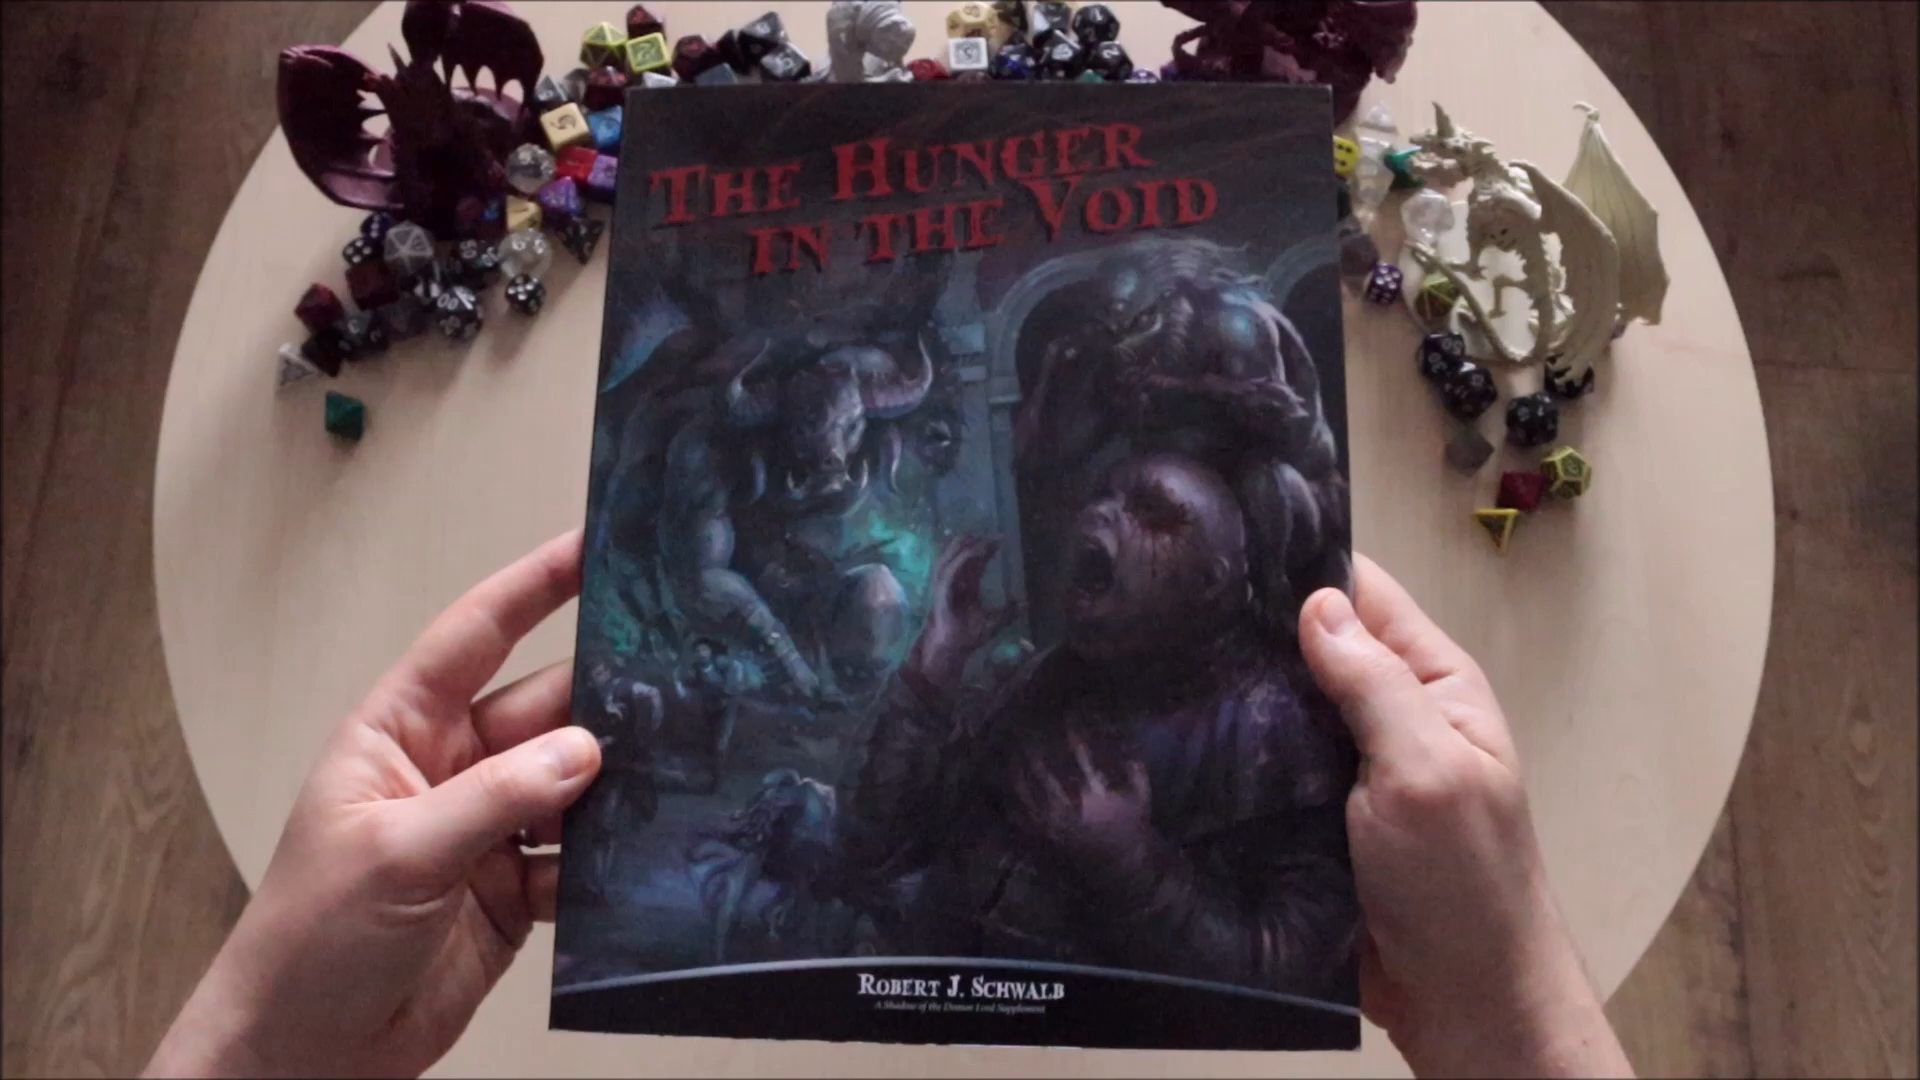 THE HUNGER
IN THE VOID
ROBERT J. SCHWALB
A Shadow of the Demon Lord Supplement